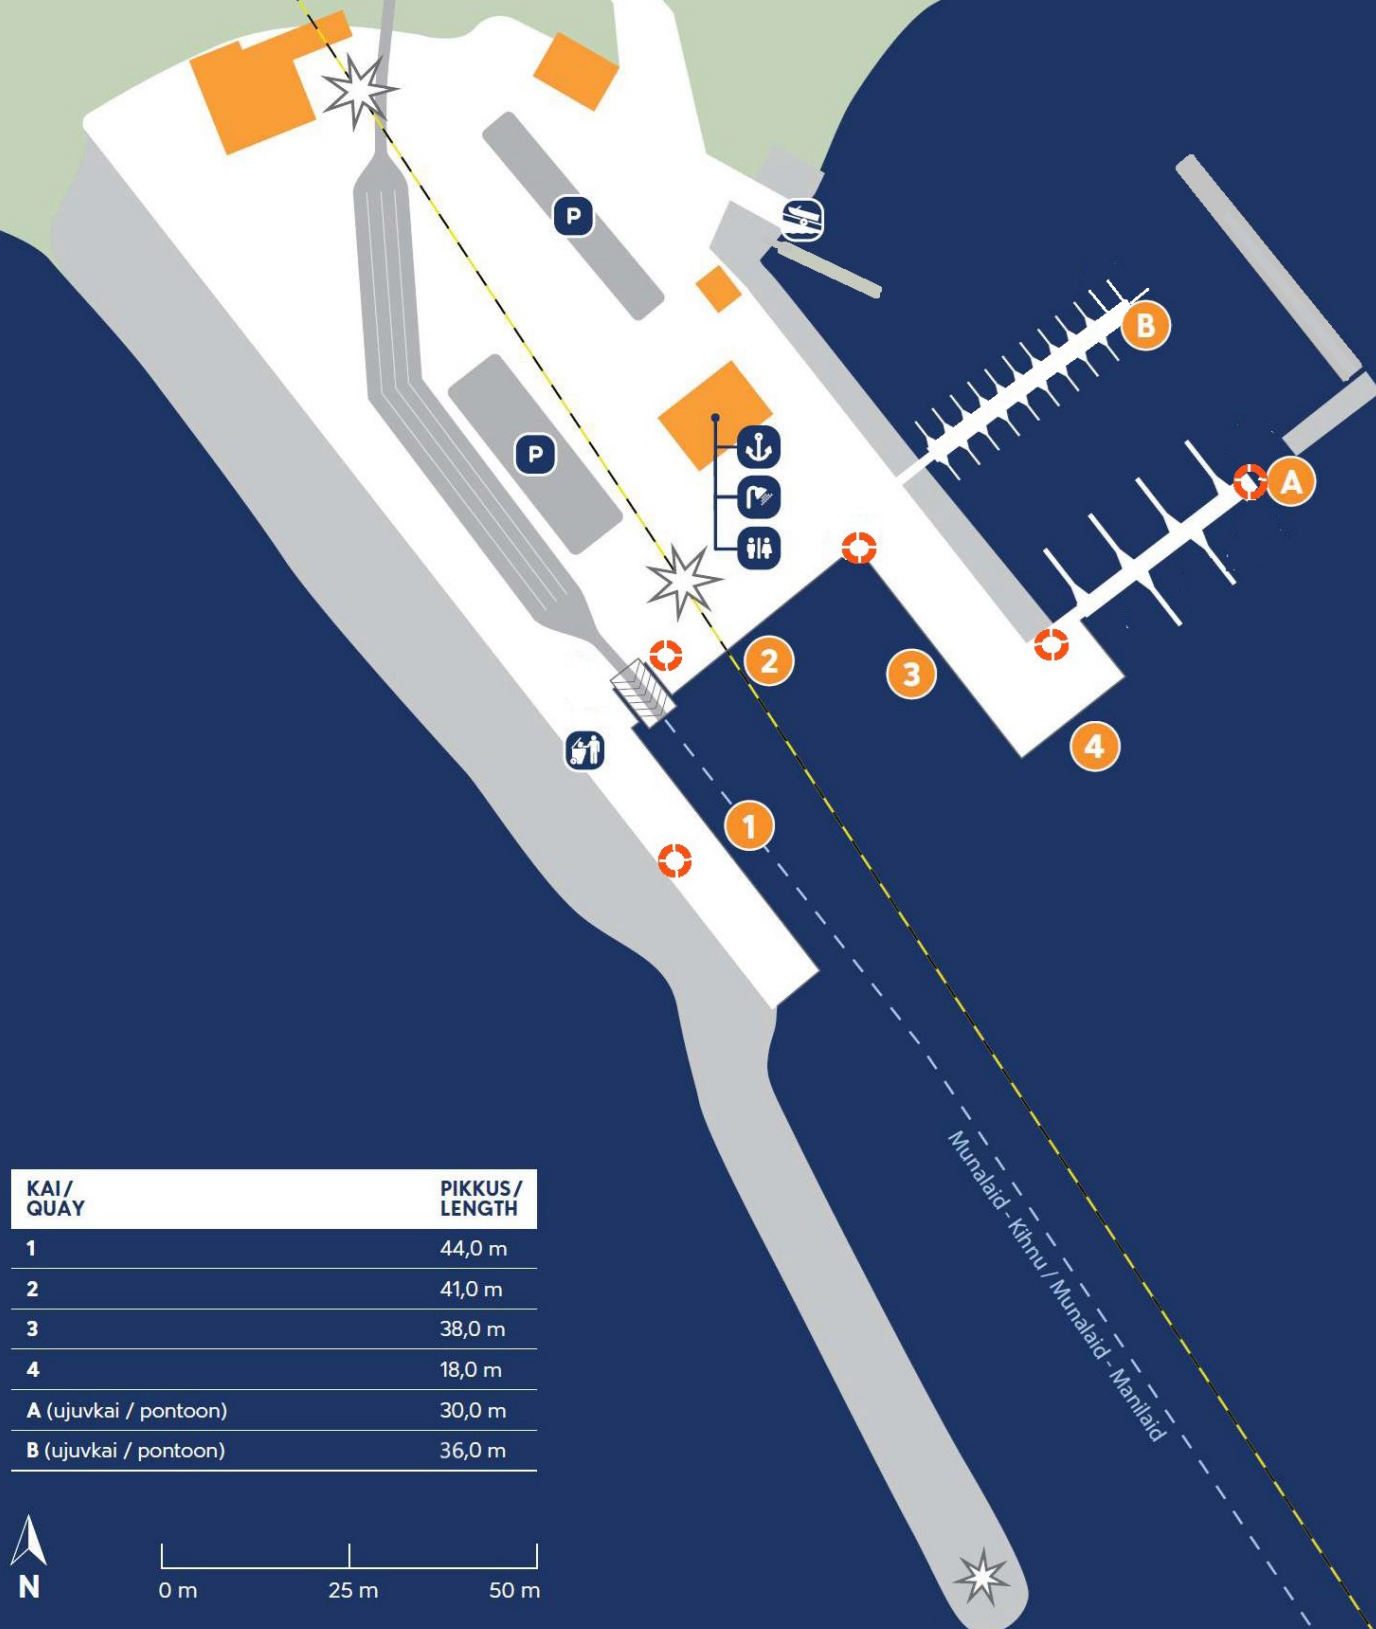 P
B
P
A
2
3
4
1
Munalaid - Kihnu / Munalaid - Manilaid
KAI/ PIKKUS/
QUAY LENGTH
1 44,0 m
2 41,0 m
3 38,0 m
4 18,0 m
A (ujuvkai / pontoon) 30,0 m
B (ujuvkai / pontoon) 36,0 m
N
0 m 25 m 50 m